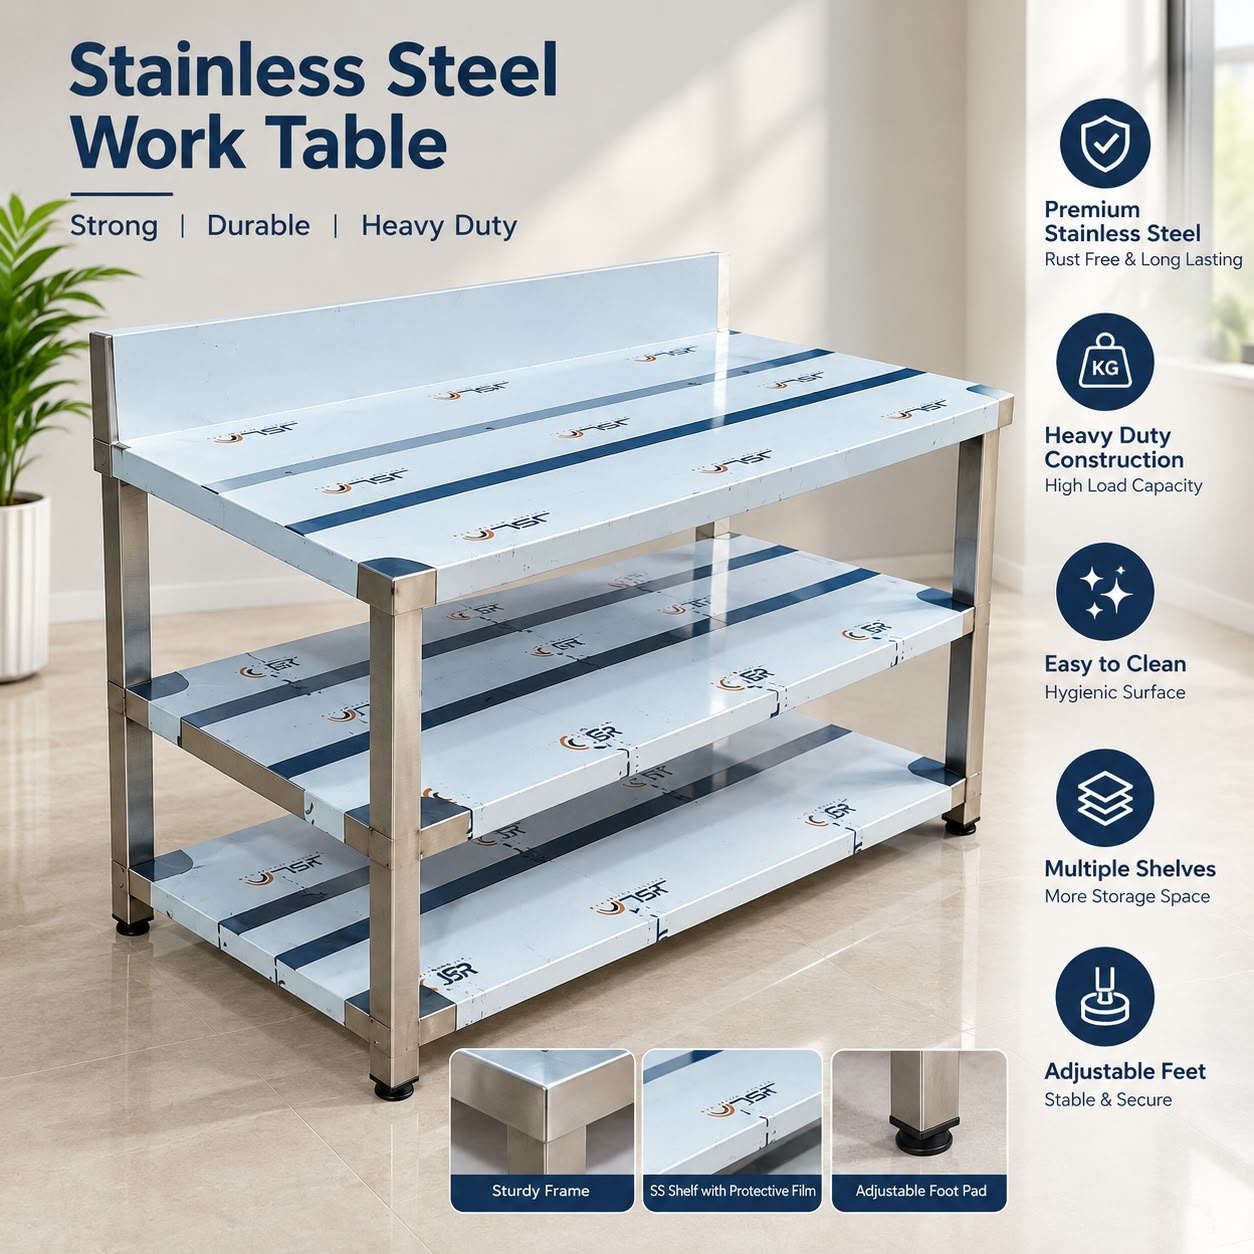 Stainless Steel
Work Table
Strong | Durable | Heavy Duty
Premium
Stainless Steel
Rust Free & Long Lasting
KG
Heavy Duty
Construction
High Load Capacity
Easy to Clean
Hygienic Surface
Multiple Shelves
More Storage Space
Adjustable Feet
Stable & Secure
JSR
Sturdy Frame
SS Shelf with Protective Film
Adjustable Foot Pad